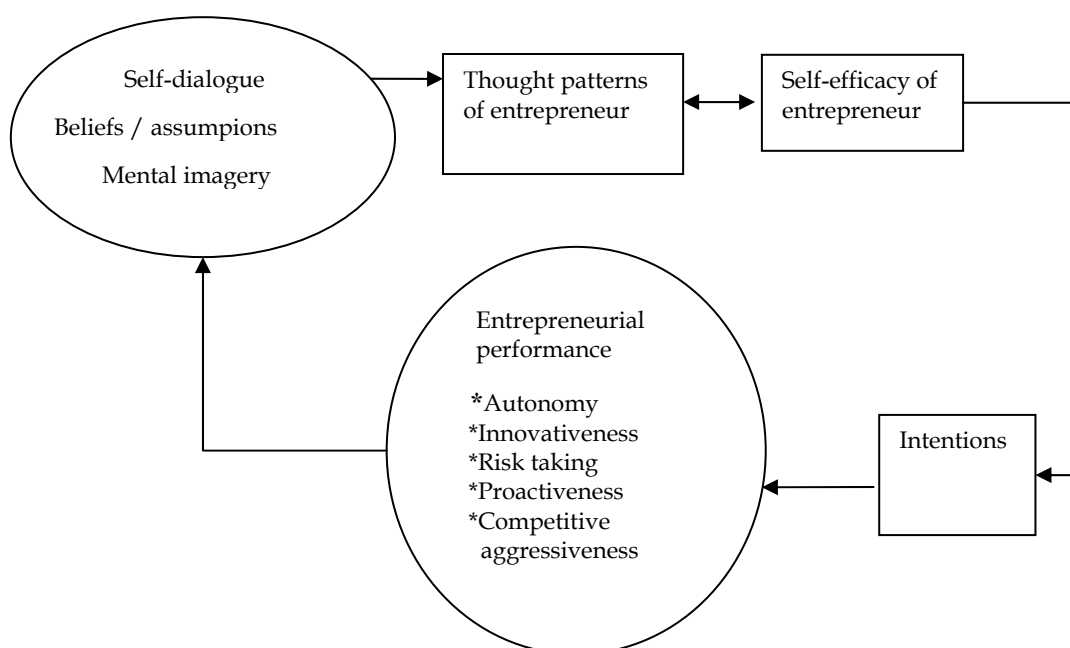 Self-dialogue
Beliefs / assumpions
Mental imagery
Thought patterns
of entrepreneur
Self-efficacy of
entrepreneur
Entrepreneurial
performance
*Autonomy
*Innovativeness
*Risk taking
*Proactiveness
*Competitive
aggressiveness
Intentions